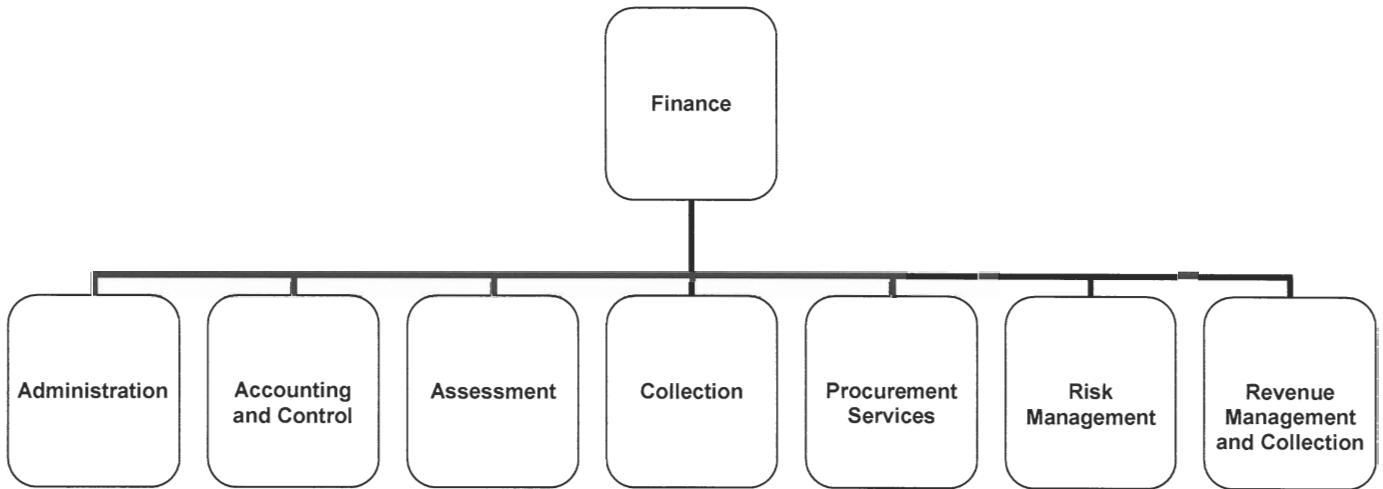 Finance
Administration
Accounting
and Control
Assessment
Collection
Procurement
Services
Risk
Management
Revenue
Management
and Collection